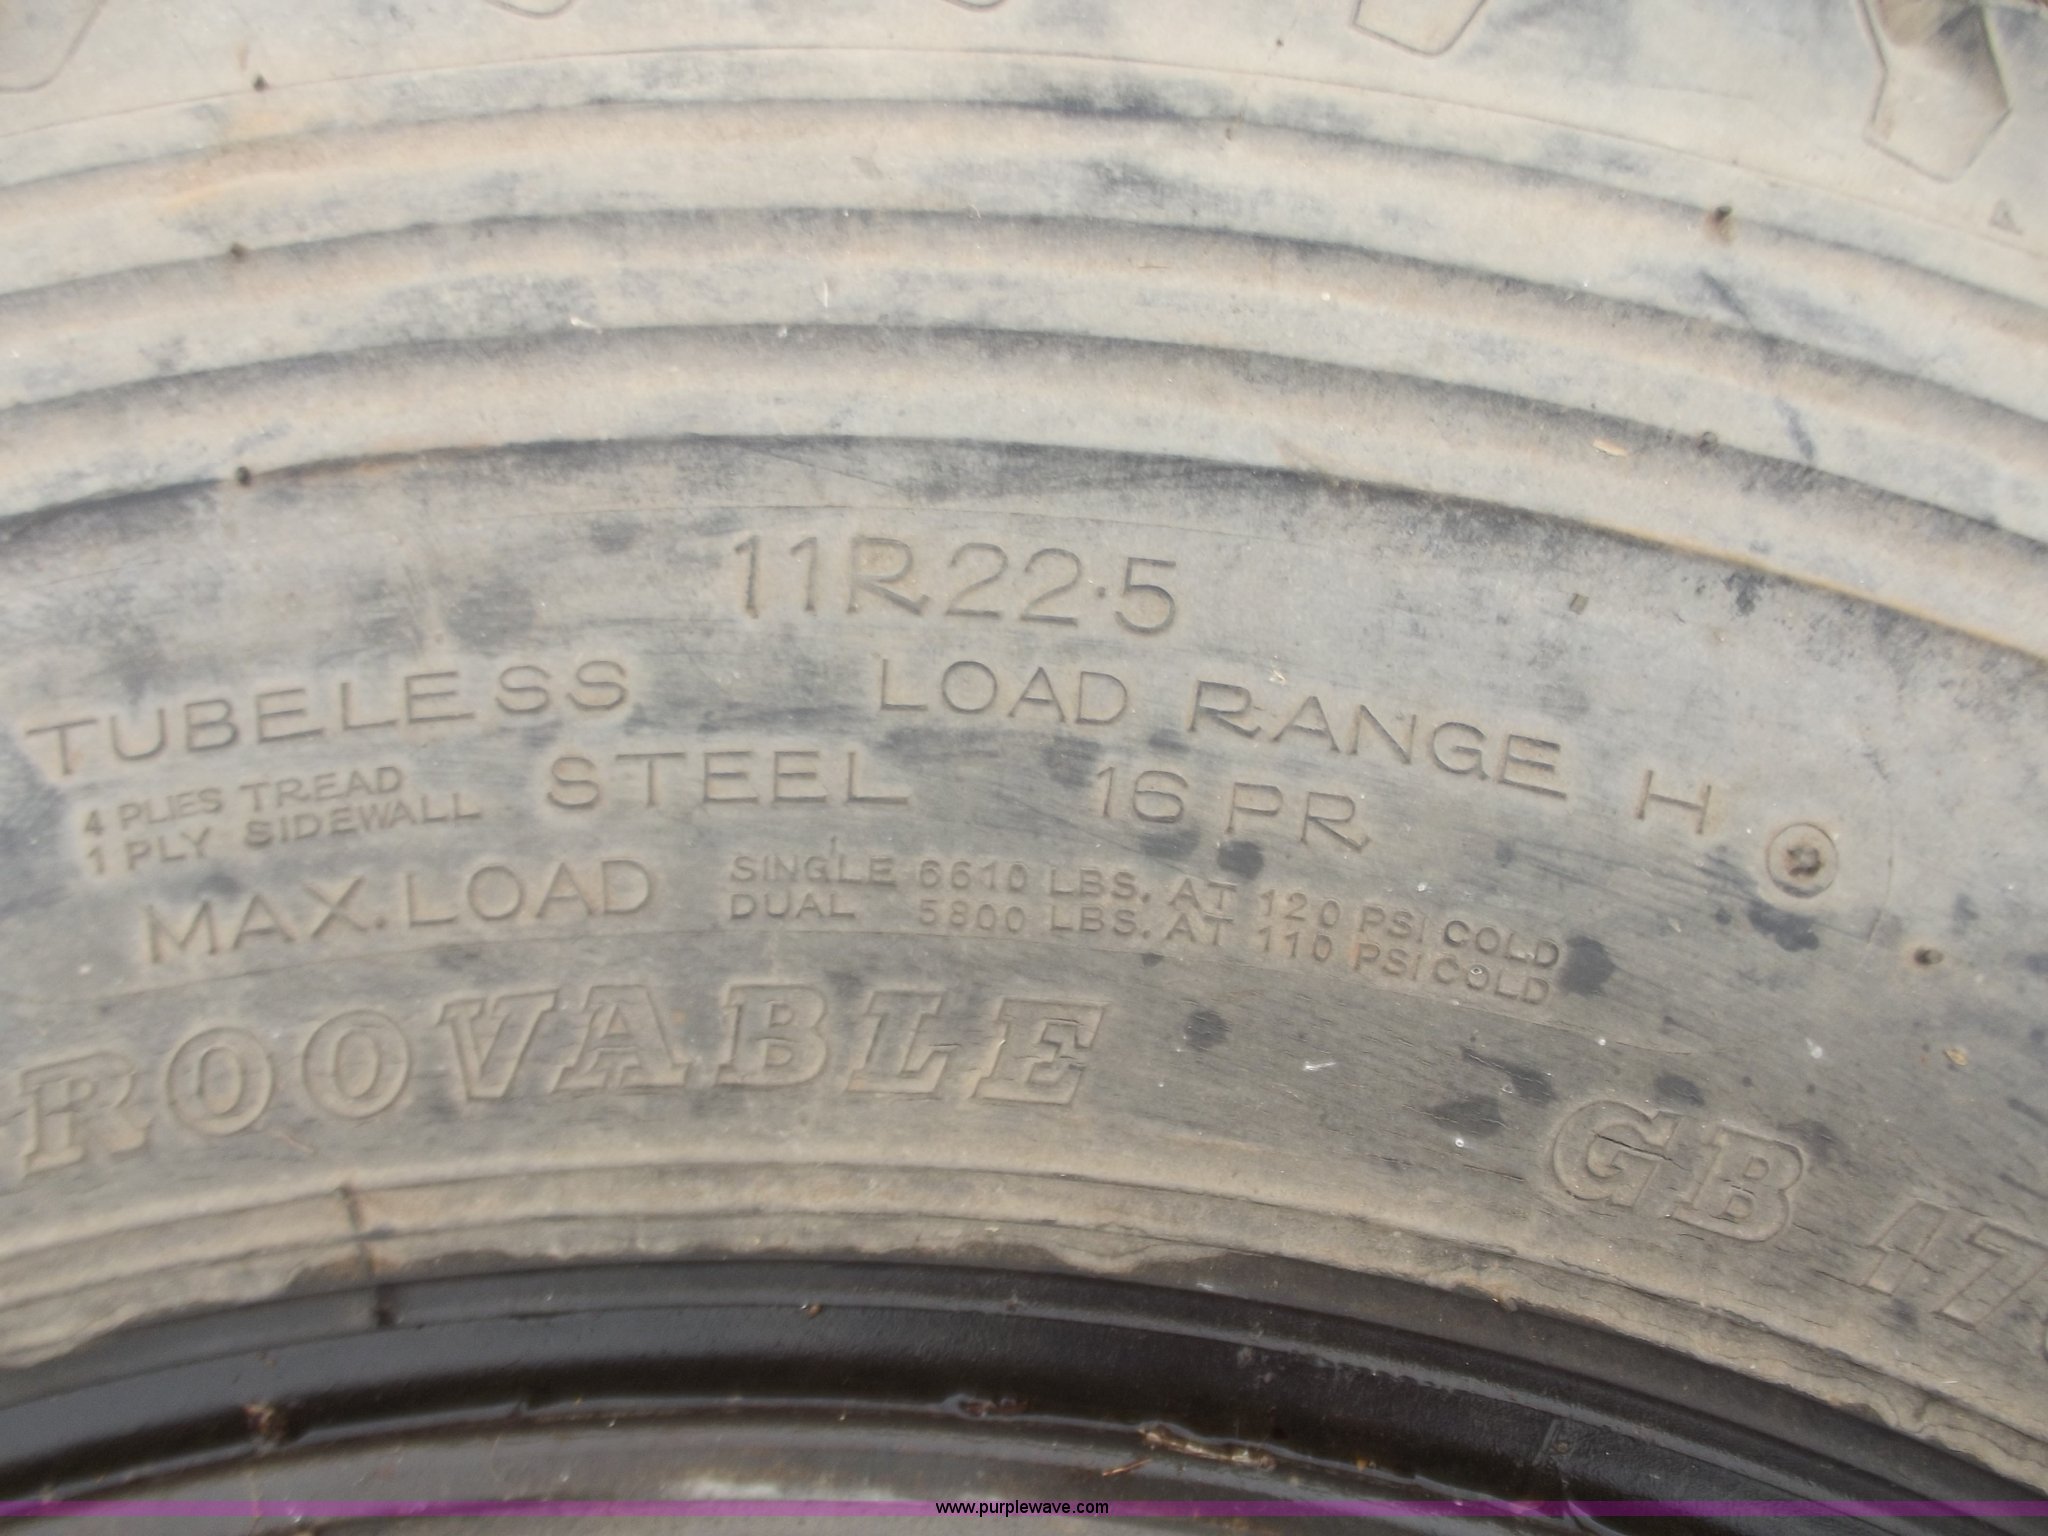 11R22.5
TUBELESS LOAD RANGE H
4 PLIES TREAD
1 PLY SIDEWALL
STEEL 16 PR
MAX. LOAD
SINGLE 6610 LBS. AT 120 PSI COLD
DUAL 5800 LBS. AT 110 PSI COLD
ROOVABLE GB 47
www.purplewave.com